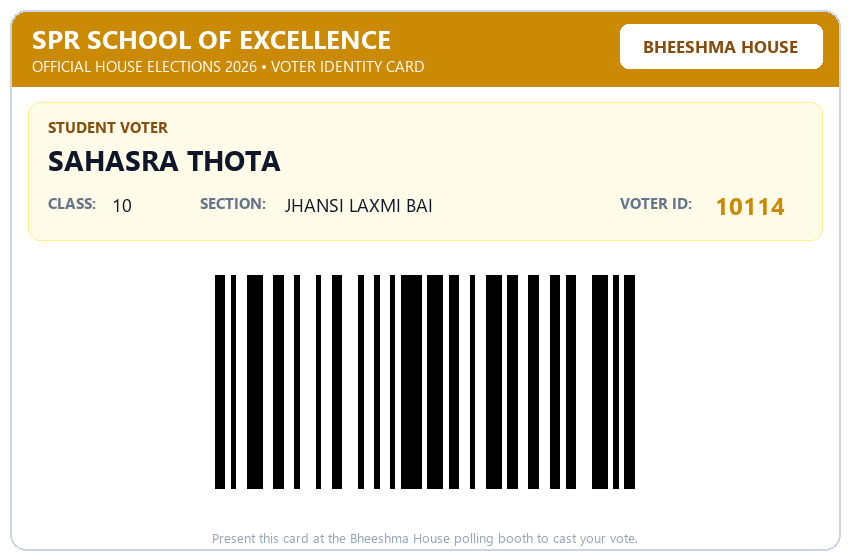 SPR SCHOOL OF EXCELLENCE
OFFICIAL HOUSE ELECTIONS 2026 • VOTER IDENTITY CARD
BHEESHMA HOUSE
STUDENT VOTER
SAHASRA THOTA
CLASS: 10 SECTION: JHANSI LAXMI BAI VOTER ID: 10114
Present this card at the Bheeshma House polling booth to cast your vote.